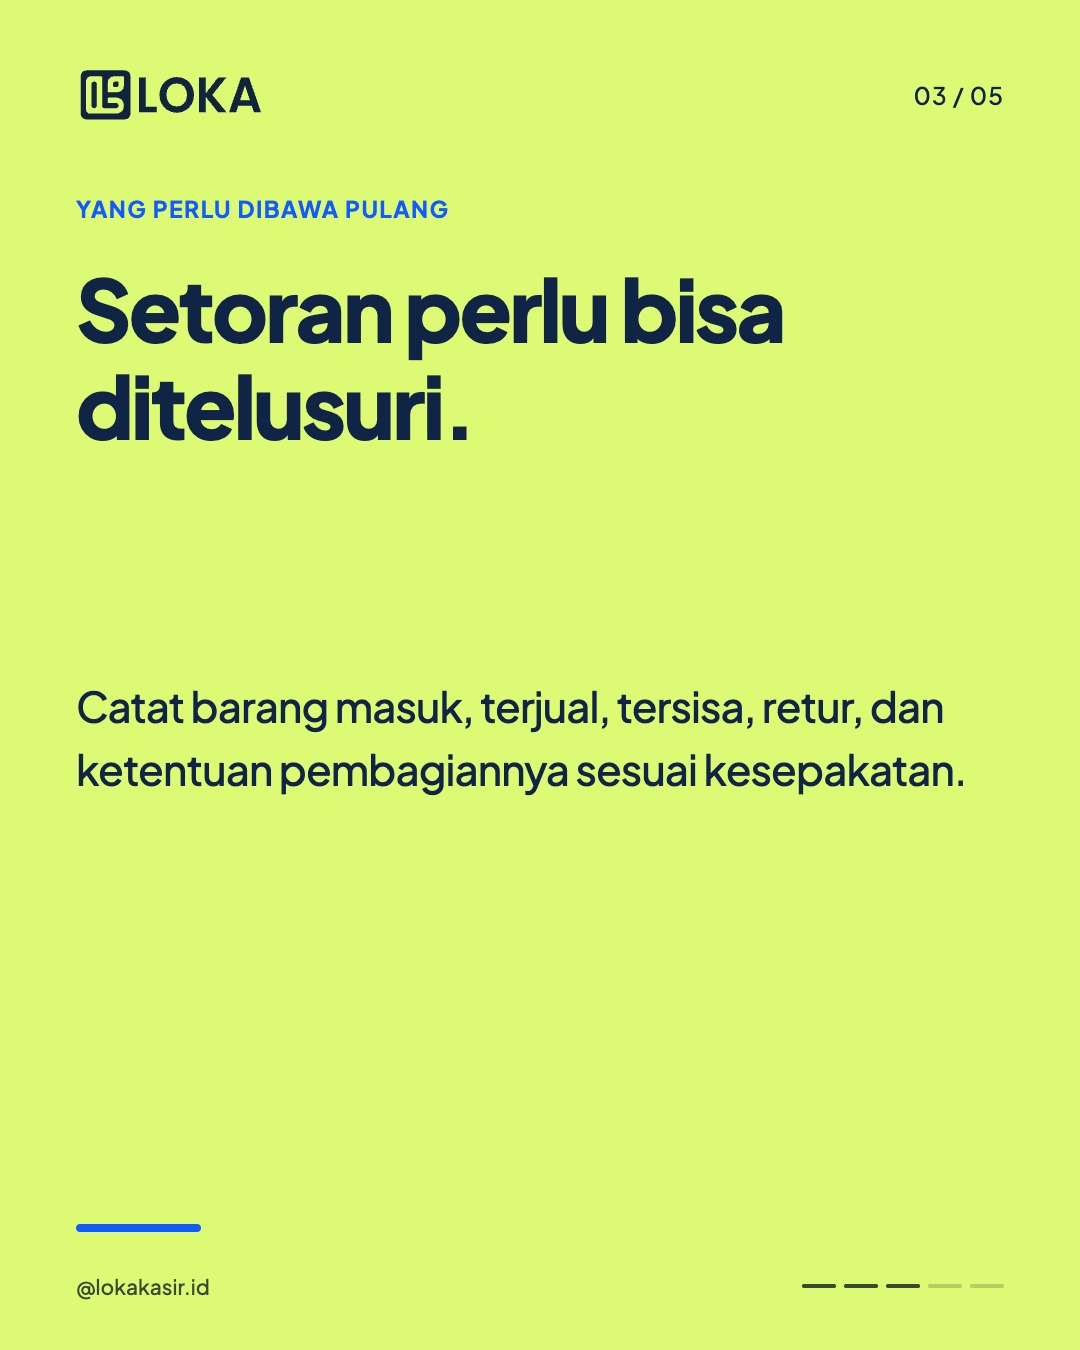 LOKA
03 / 05
YANG PERLU DIBAWA PULANG
Setoran perlu bisa
ditelusuri.
Catat barang masuk, terjual, tersisa, retur, dan
ketentuan pembagiannya sesuai kesepakatan.
@lokakasir.id